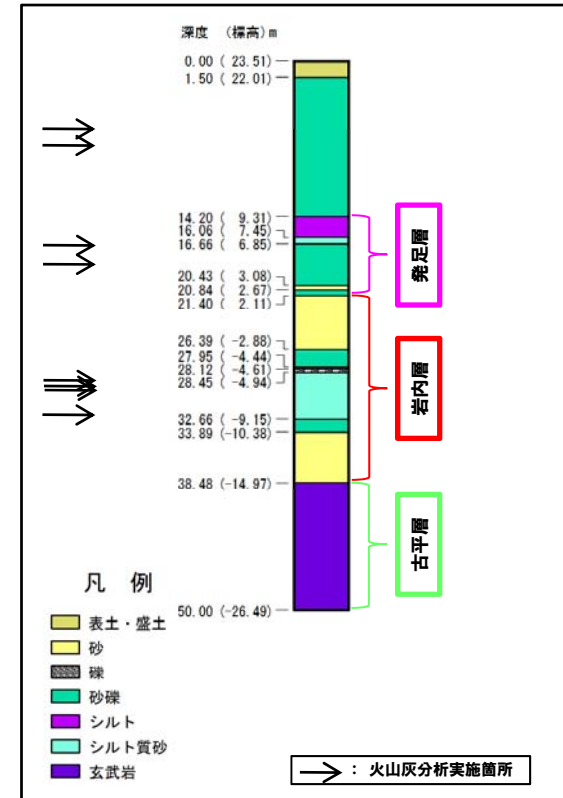 深度 (標高)m
0.00 ( 23.51)
1.50 ( 22.01)
14.20 ( 9.31)
16.06 ( 7.45)
16.66 ( 6.85)
20.43 ( 3.08)
20.84 ( 2.67)
21.40 ( 2.11)
26.39 ( -2.88)
27.95 ( -4.44)
28.12 ( -4.61)
28.45 ( -4.94)
32.66 ( -9.15)
33.89 (-10.38)
38.48 (-14.97)
50.00 (-26.49)
発足層
岩内層
古平層
凡 例
表土・盛土
砂
礫
砂礫
シルト
シルト質砂
玄武岩
: 火山灰分析実施箇所